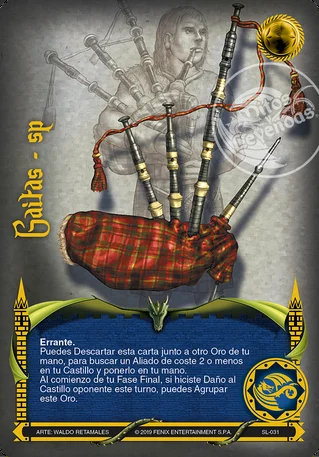 Mitos y
Leyendas
Gaitas - sp
Errante.
Puedes Descartar esta carta junto a otro Oro de tu
mano, para buscar un Aliado de coste 2 o menos
en tu Castillo y ponerlo en tu mano.
Al comienzo de tu Fase Final, si hiciste Daño al
Castillo oponente este turno, puedes Agrupar
este Oro.
ARTE: WALDO RETAMALES
© 2019 FENIX ENTERTAINMENT S.P.A.
SL-031